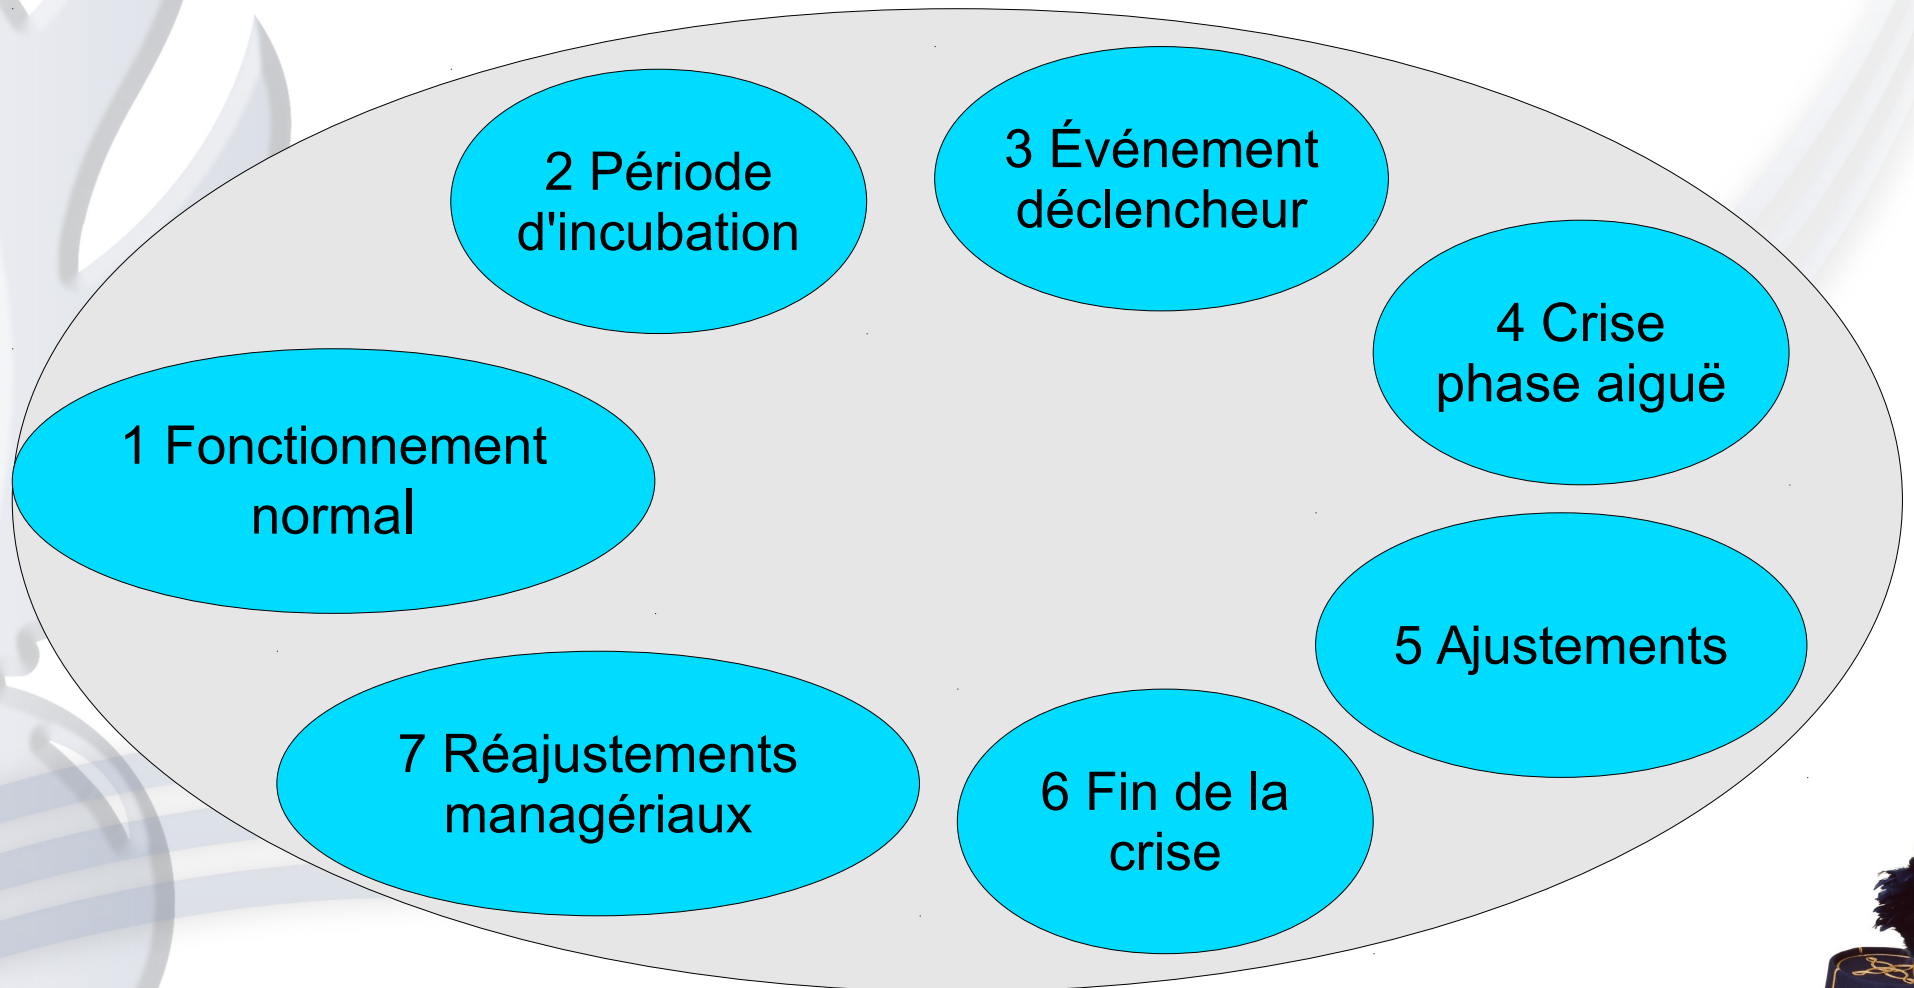 1 Fonctionnement
normal
2 Période
d'incubation
3 Événement
déclencheur
4 Crise
phase aiguë
5 Ajustements
6 Fin de la
crise
7 Réajustements
managériaux